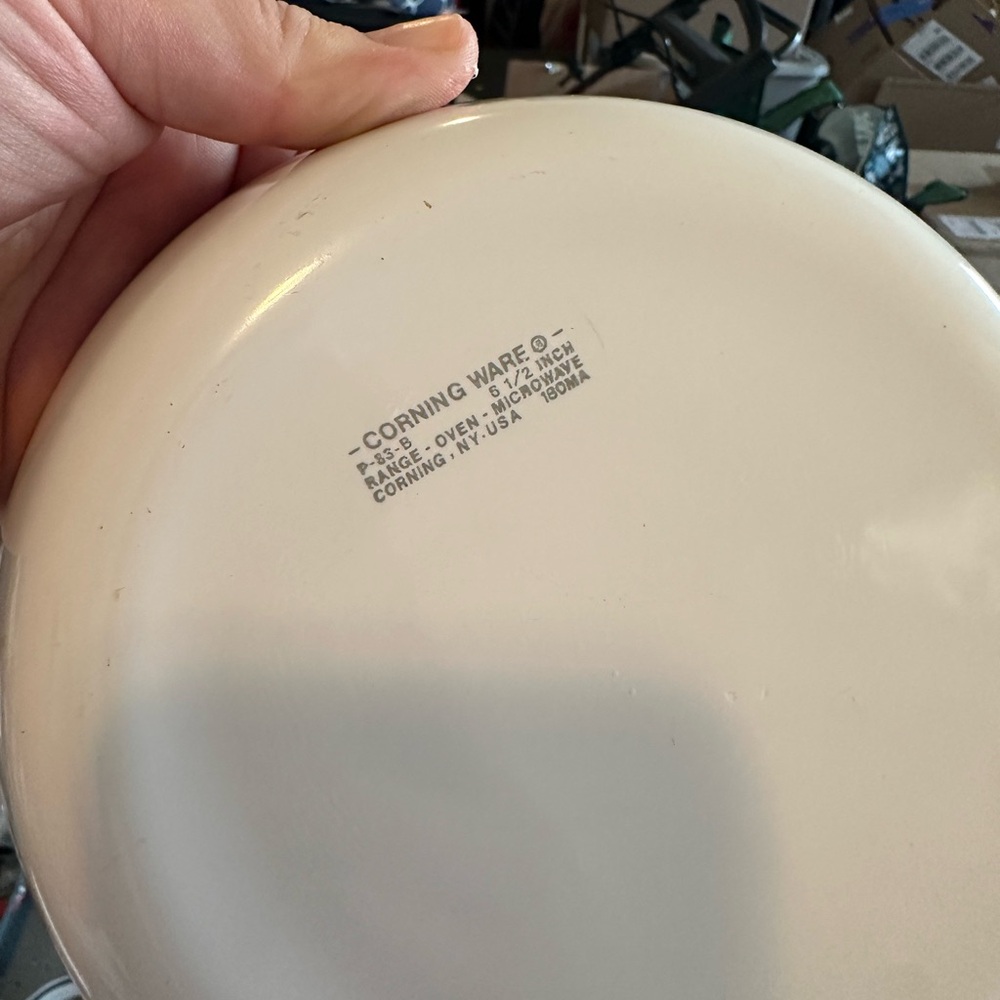 -CORNING WARE®-
P-83-B 6 1/2 INCH
RANGE - OVEN - MICROWAVE
CORNING, NY. USA 180MA